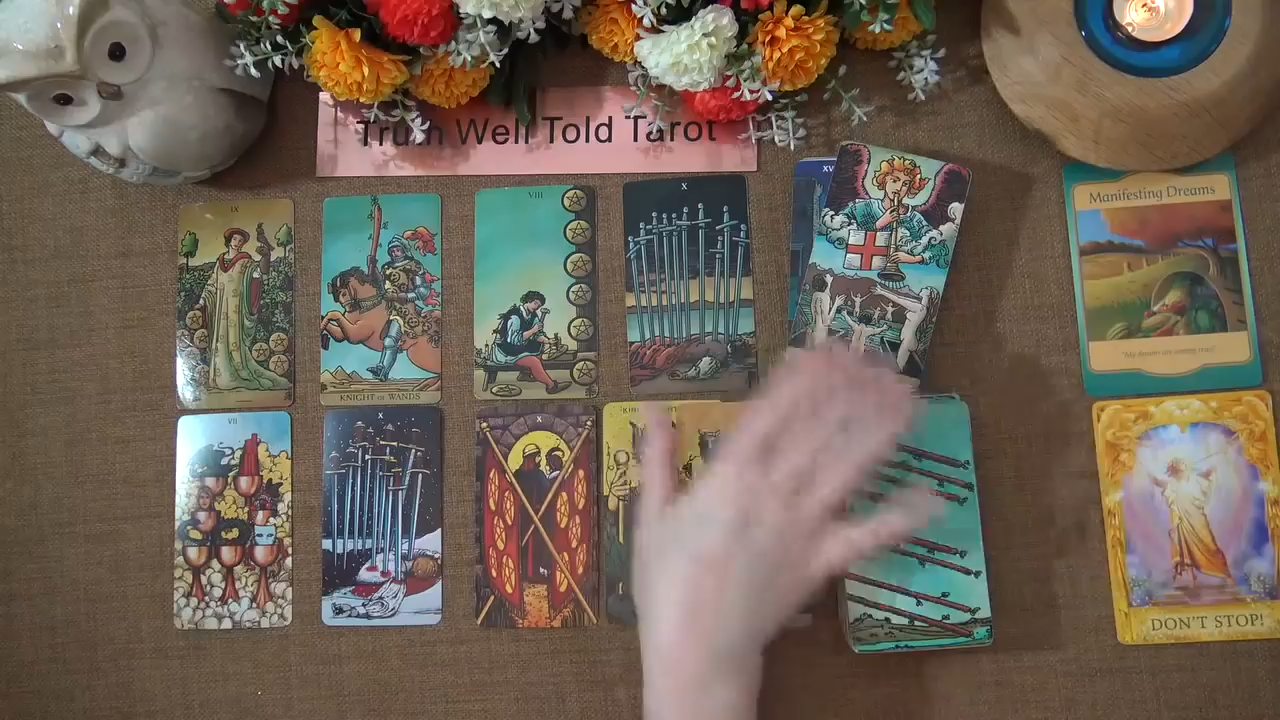 Truth Well Told Tarot
IX
KNIGHT OF WANDS
VIII
X
XV
Manifesting Dreams
"My dreams are coming true!"
VII
X
X
DON'T STOP!